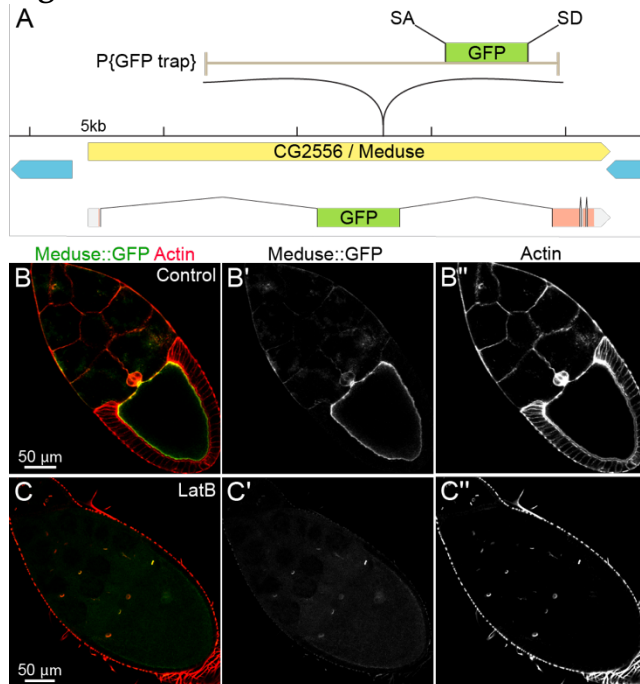 A
SA
SD
P{GFP trap}
GFP
5kb
CG2556 / Meduse
GFP
Meduse::GFP Actin
Meduse::GFP
Actin
B
Control
B'
B''
50 µm
C
LatB
C'
C''
50 µm